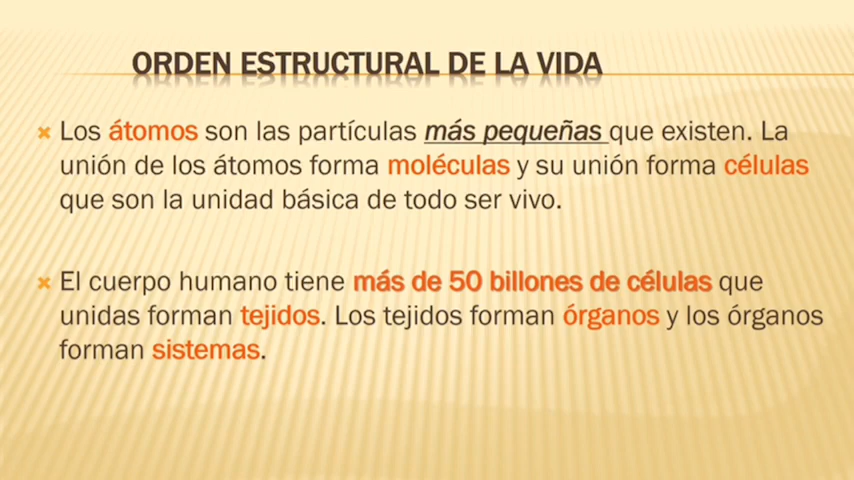 ORDEN ESTRUCTURAL DE LA VIDA
Los átomos son las partículas más pequeñas que existen. La
unión de los átomos forma moléculas y su unión forma células
que son la unidad básica de todo ser vivo.
El cuerpo humano tiene más de 50 billones de células que
unidas forman tejidos. Los tejidos forman órganos y los órganos
forman sistemas.